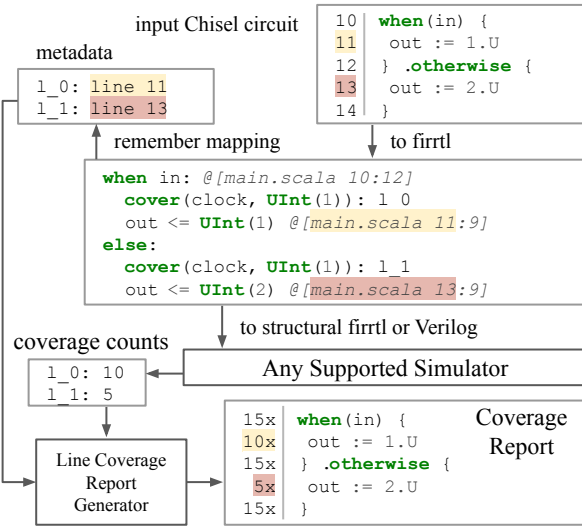 input Chisel circuit
10 when(in) {
11 out := 1.U
12 } .otherwise {
13 out := 2.U
14 }
metadata
l_0: line 11
l_1: line 13
remember mapping
to firrtl
when in: @[main.scala 10:12]
cover(clock, UInt(1)): l_0
out <= UInt(1) @[main.scala 11:9]
else:
cover(clock, UInt(1)): l_1
out <= UInt(2) @[main.scala 13:9]
to structural firrtl or Verilog
Any Supported Simulator
coverage counts
l_0: 10
l_1: 5
Line Coverage
Report
Generator
15x when(in) {
10x out := 1.U
15x } .otherwise {
5x out := 2.U
15x }
Coverage
Report